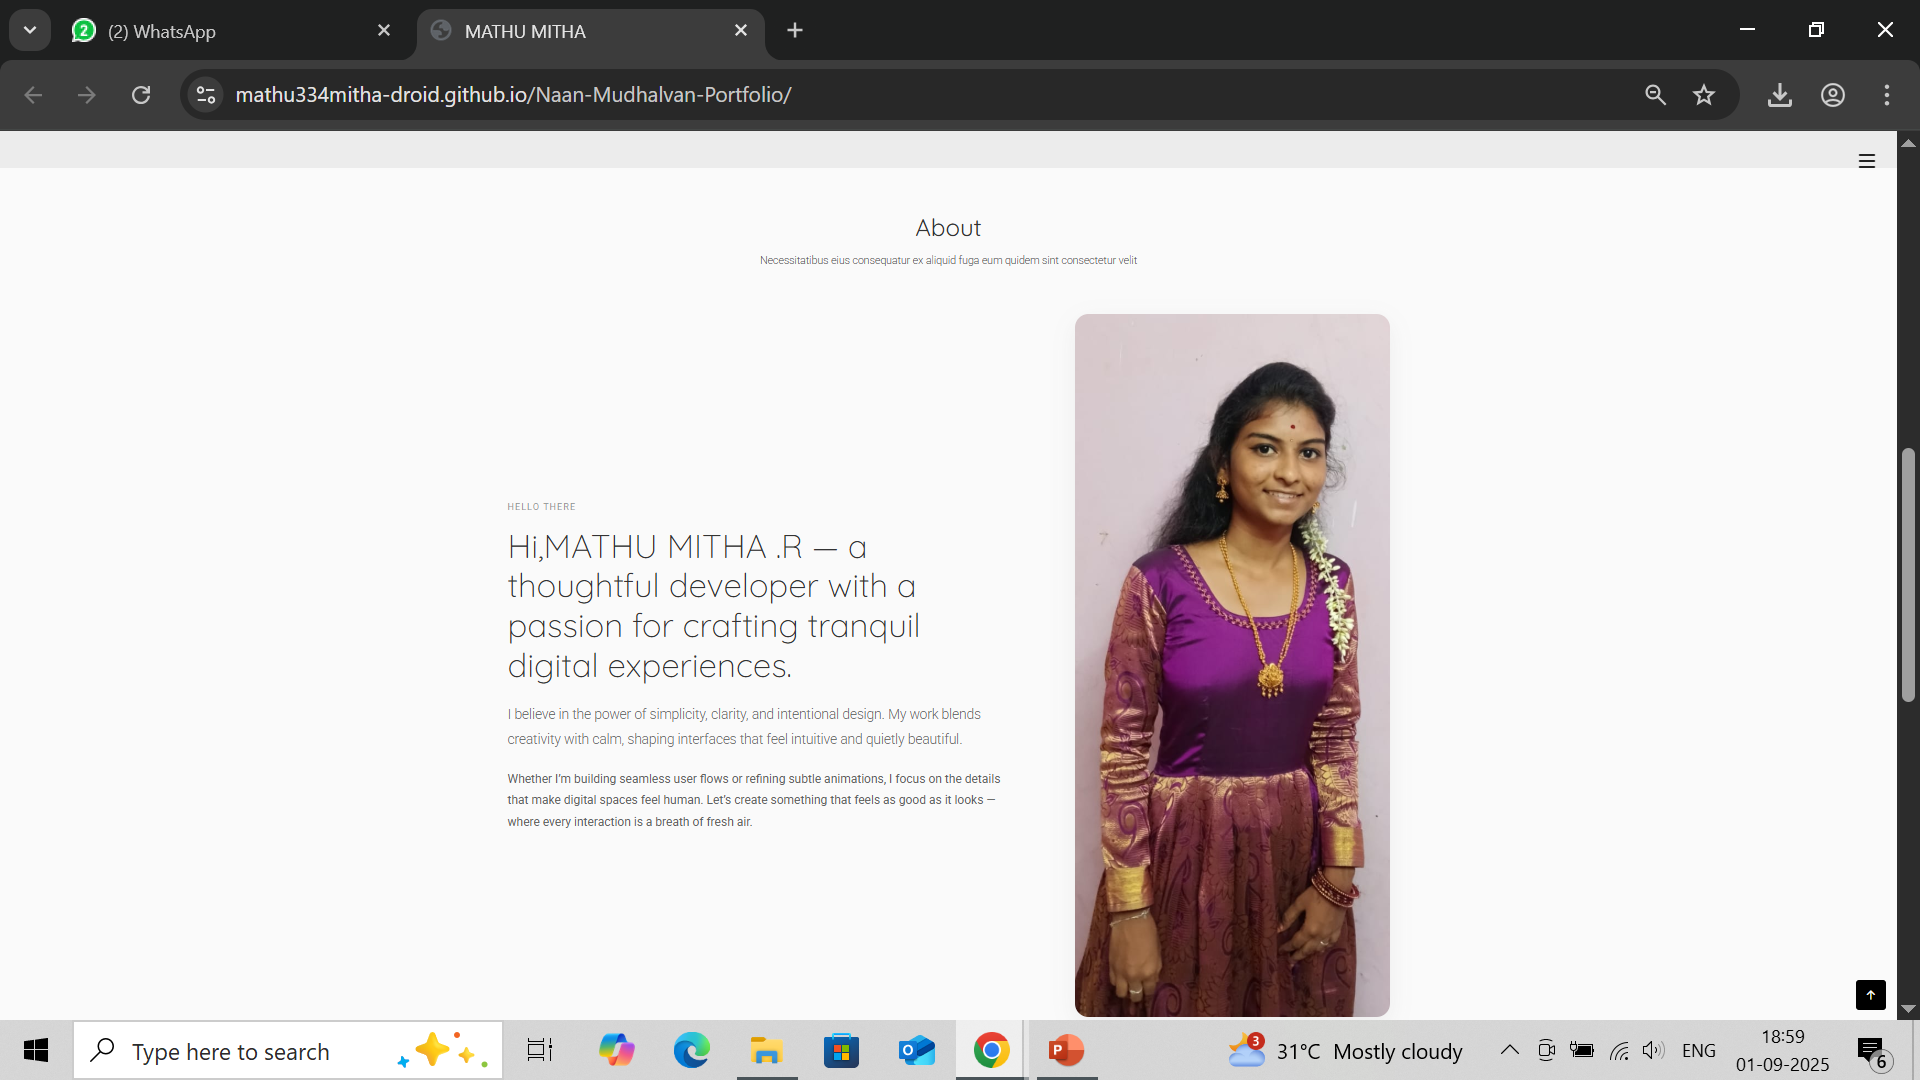 2
(2) WhatsApp
MATHU MITHA
mathu334mitha-droid.github.io/Naan-Mudhalvan-Portfolio/
About
Necessitatibus eius consequatur ex aliquid fuga eum quidem sint consectetur velit
HELLO THERE
Hi,MATHU MITHA .R — a
thoughtful developer with a
passion for crafting tranquil
digital experiences.
I believe in the power of simplicity, clarity, and intentional design. My work blends
creativity with calm, shaping interfaces that feel intuitive and quietly beautiful.
Whether I'm building seamless user flows or refining subtle animations, I focus on the details
that make digital spaces feel human. Let's create something that feels as good as it looks —
where every interaction is a breath of fresh air.
Type here to search
3
31°C Mostly cloudy
ENG
18:59
01-09-2025
6